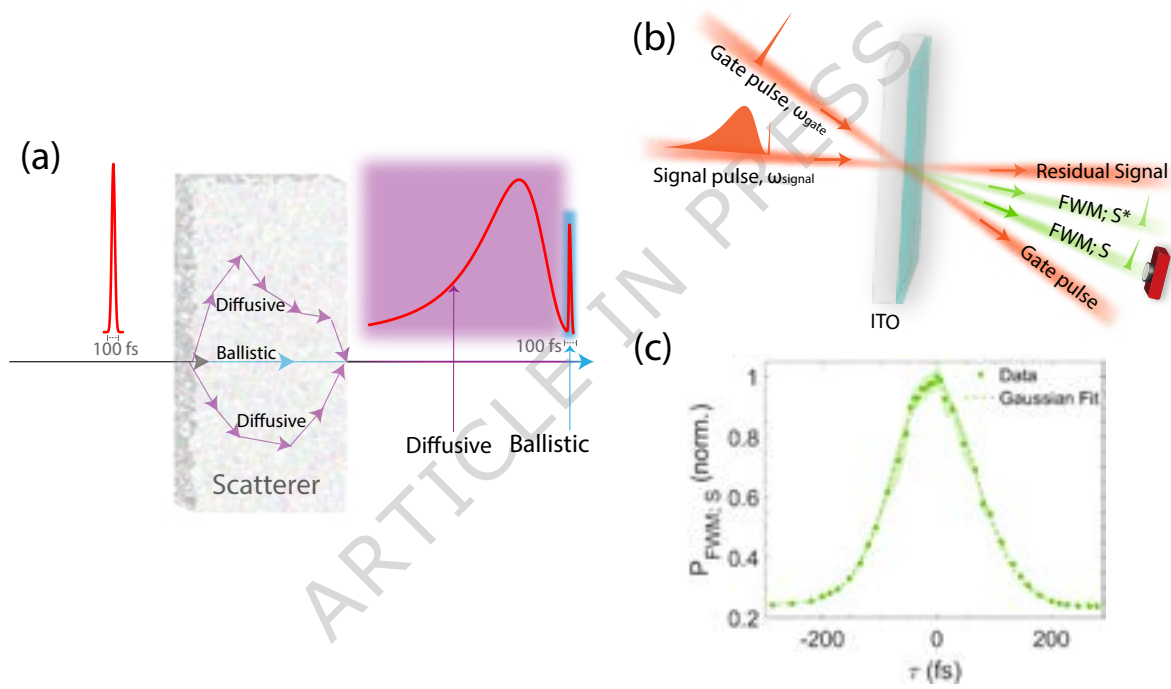 (a)
100 fs
Diffusive
Ballistic
Diffusive
Scatterer
100 fs
Diffusive
Ballistic
(b)
Gate pulse, ωgate
Signal pulse, ωsignal
Residual Signal
FWM; S*
FWM; S
Gate pulse
ITO
(c)
Data
Gaussian Fit
PFWM; S (norm.)
1
0.8
0.6
0.4
0.2
-200
0
200
τ (fs)
ARTICLE IN PRESS